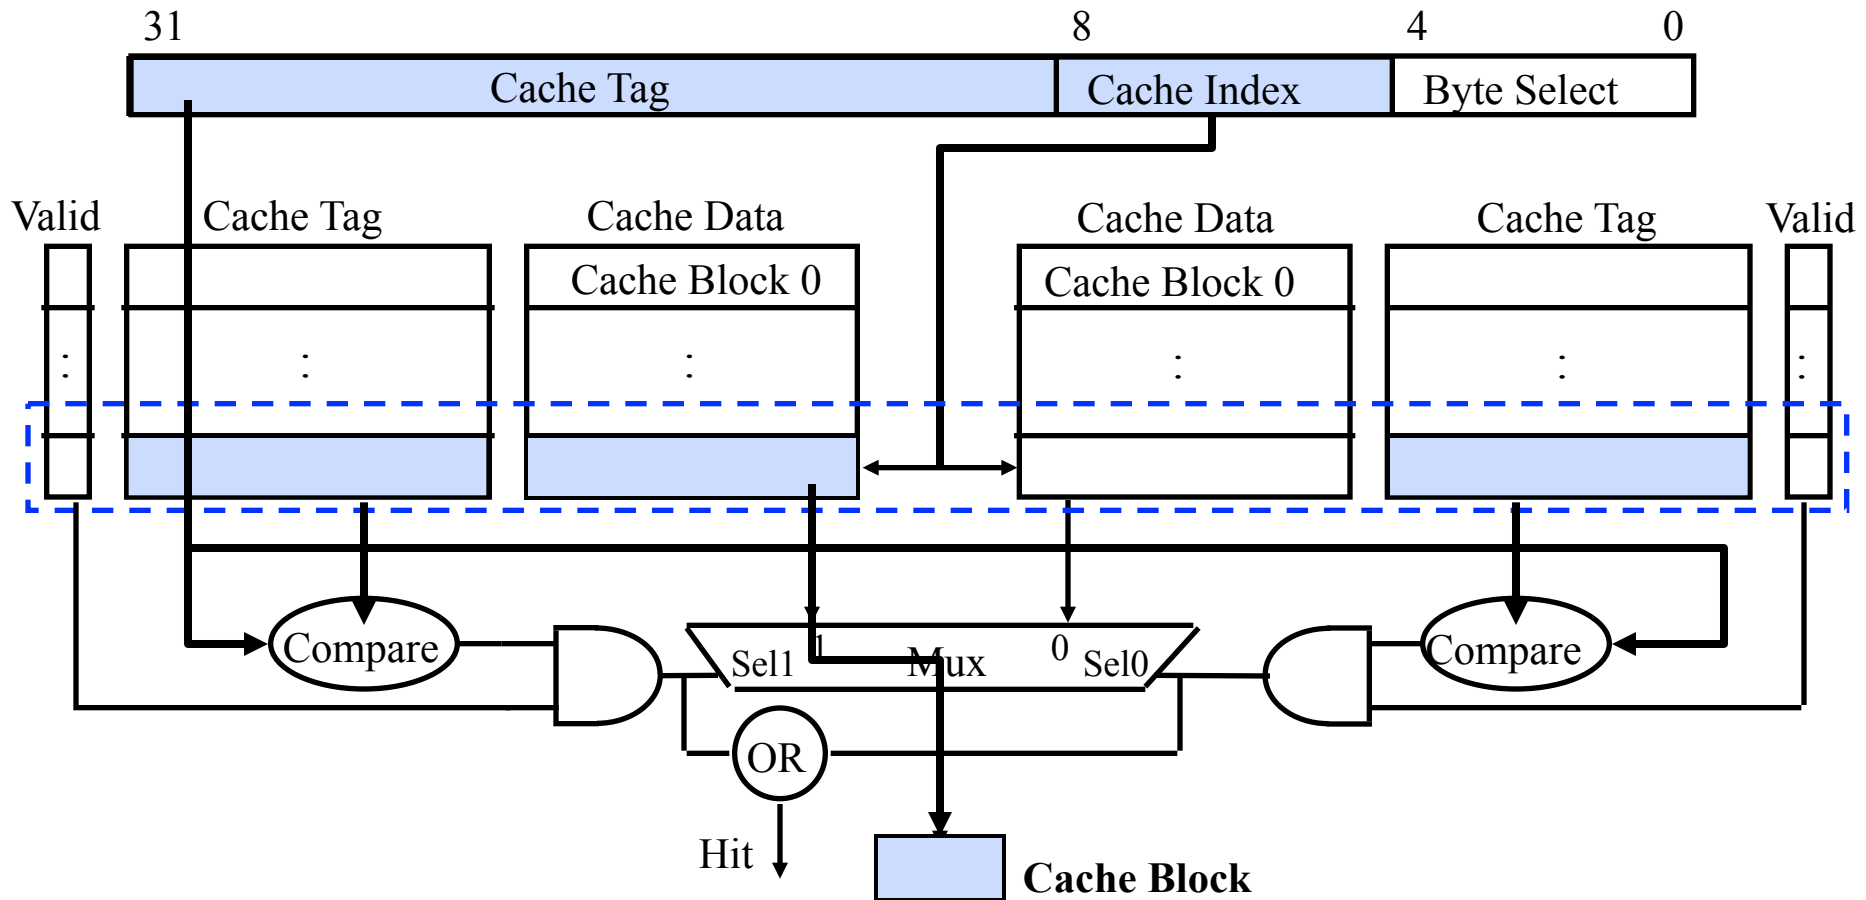 31 8 4 0
Cache Tag Cache Index Byte Select
Valid Cache Tag Cache Data Cache Data Cache Tag Valid
Cache Block 0 Cache Block 0
: : : : : :
Compare Sel1 1 Mux 0 Sel0 Compare
OR
Hit
Cache Block